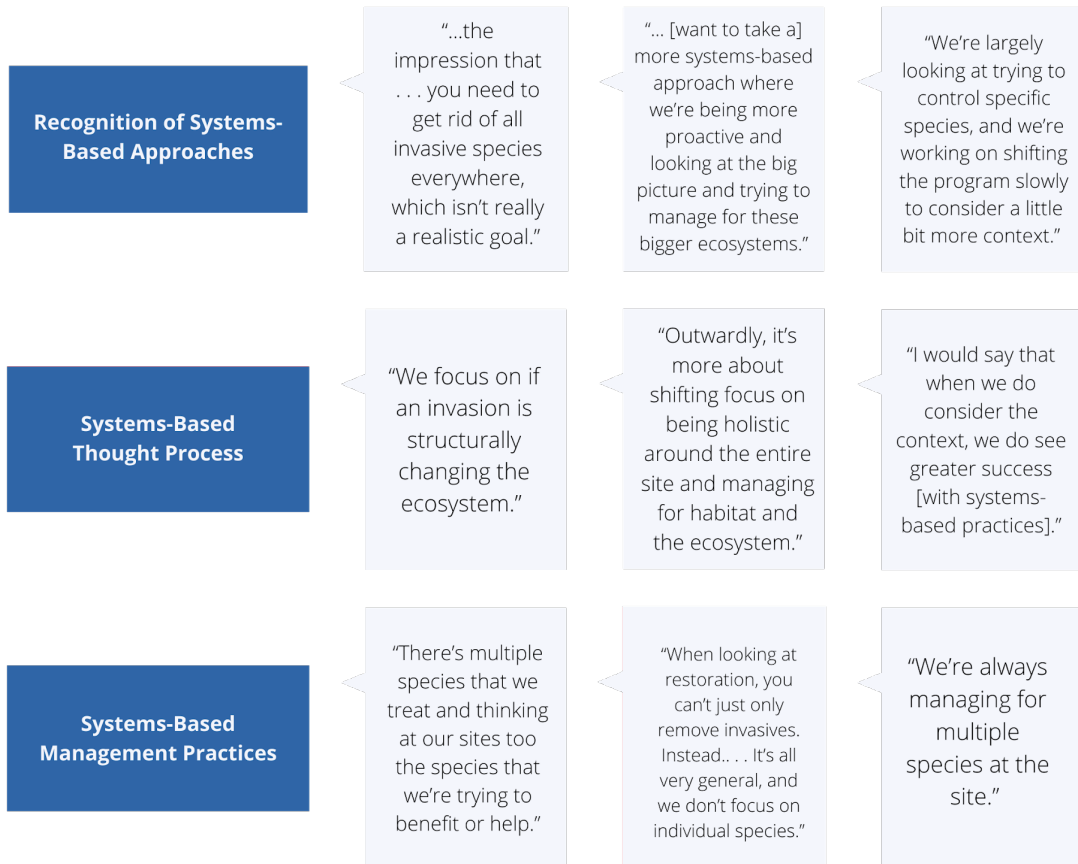 Recognition of Systems-
Based Approaches
“...the
impression that
. . . you need to
get rid of all
invasive species
everywhere,
which isn’t really
a realistic goal.”
“... [want to take a]
more systems-based
approach where
we’re being more
proactive and
looking at the big
picture and trying to
manage for these
bigger ecosystems.”
“We’re largely
looking at trying to
control specific
species, and we’re
working on shifting
the program slowly
to consider a little
bit more context.”
Systems-Based
Thought Process
“We focus on if
an invasion is
structurally
changing the
ecosystem.”
“Outwardly, it’s
more about
shifting focus on
being holistic
around the entire
site and managing
for habitat and
the ecosystem.”
“I would say that
when we do
consider the
context, we do see
greater success
[with systems-
based practices].”
Systems-Based
Management Practices
“There’s multiple
species that we
treat and thinking
at our sites too
the species that
we’re trying to
benefit or help.”
“When looking at
restoration, you
can’t just only
remove invasives.
Instead.. . . It’s all
very general, and
we don’t focus on
individual species.”
“We’re always
managing for
multiple
species at the
site.”